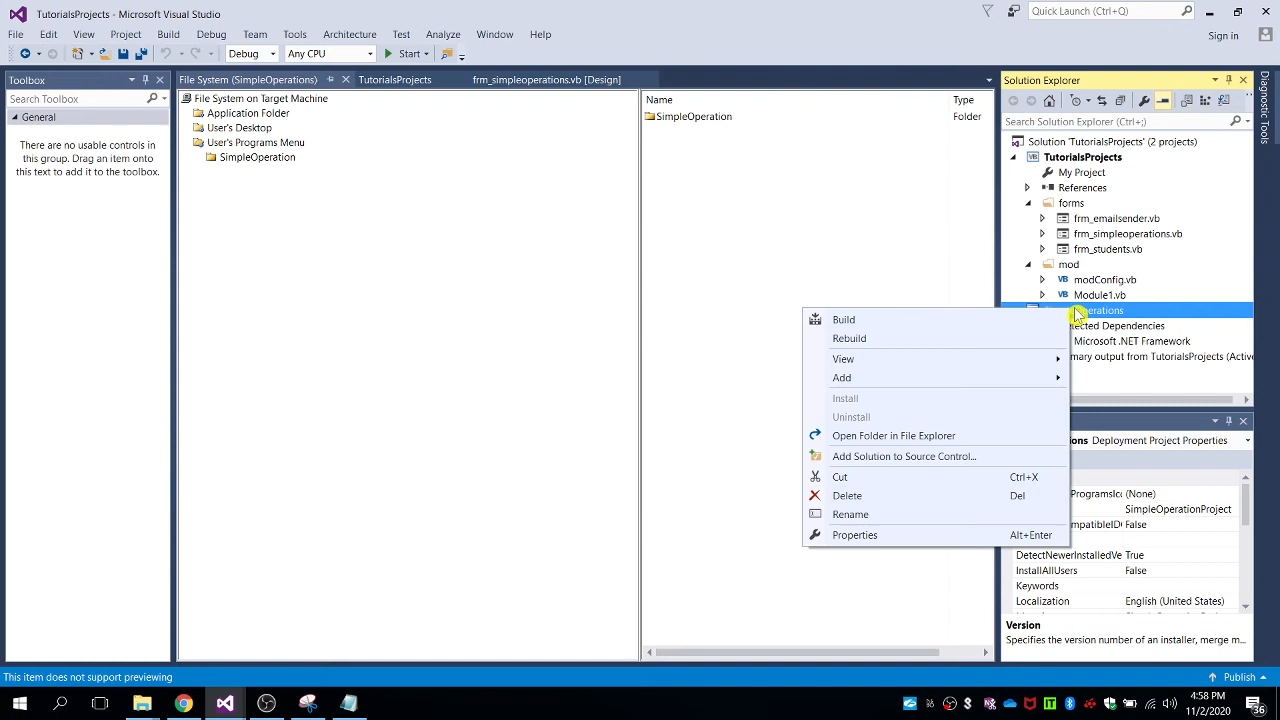 TutorialsProjects - Microsoft Visual Studio
Quick Launch (Ctrl+Q)
File Edit View Project Build Debug Team Tools Architecture Test Analyze Window Help
Sign in
Debug Any CPU Start
Toolbox
Search Toolbox
General
There are no usable controls in
this group. Drag an item onto
this text to add it to the toolbox.
File System (SimpleOperations) TutorialsProjects frm_simpleoperations.vb [Design]
File System on Target Machine
Application Folder
User's Desktop
User's Programs Menu
SimpleOperation
Name Type
SimpleOperation Folder
Solution Explorer
Search Solution Explorer (Ctrl+;)
Solution 'TutorialsProjects' (2 projects)
TutorialsProjects
My Project
References
forms
frm_emailsender.vb
frm_simpleoperations.vb
frm_students.vb
mod
modConfig.vb
Module1.vb
erations
ected Dependencies
Microsoft .NET Framework
mary output from TutorialsProjects (Active
Build
Rebuild
View
Add
Install
Uninstall
Open Folder in File Explorer
Add Solution to Source Control...
Cut Ctrl+X
Delete Del
Rename
Properties Alt+Enter
ons Deployment Project Properties
ProgramsIco (None)
SimpleOperationProject
ompatibleID False
DetectNewerInstalledVe True
InstallAllUsers False
Keywords
Localization English (United States)
Version
Specifies the version number of an installer, merge m...
Diagnostic Tools
This item does not support previewing
Publish
4:58 PM
11/2/2020
36